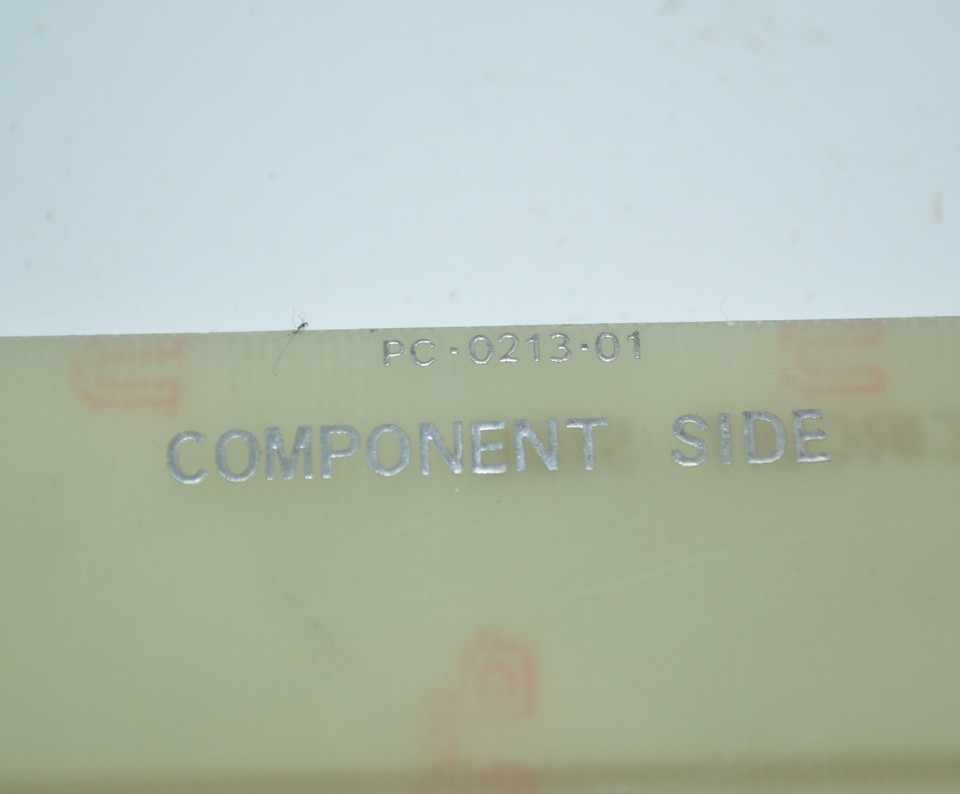 PC·0213·01
COMPONENT SIDE